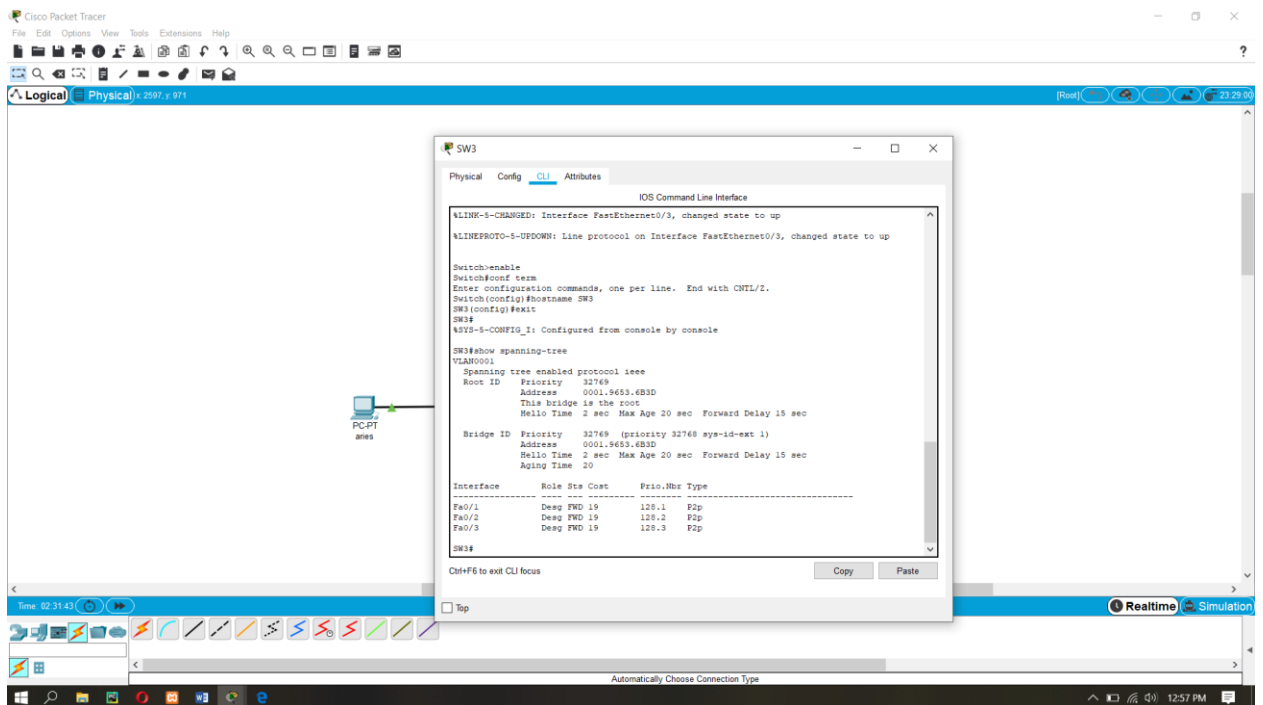 Cisco Packet Tracer
File Edit Options View Tools Extensions Help
?
Logical Physical x: 2597, y: 971 [Root] 23:29:00
SW3
Physical Config CLI Attributes
IOS Command Line Interface
%LINK-5-CHANGED: Interface FastEthernet0/3, changed state to up
%LINEPROTO-5-UPDOWN: Line protocol on Interface FastEthernet0/3, changed state to up
Switch>enable
Switch#conf term
Enter configuration commands, one per line. End with CNTL/Z.
Switch(config)#hostname SW3
SW3(config)#exit
SW3#
%SYS-5-CONFIG_I: Configured from console by console
SW3#show spanning-tree
VLAN0001
Spanning tree enabled protocol ieee
Root ID Priority 32769
Address 0001.9653.6B3D
This bridge is the root
Hello Time 2 sec Max Age 20 sec Forward Delay 15 sec
Bridge ID Priority 32769 (priority 32768 sys-id-ext 1)
Address 0001.9653.6B3D
Hello Time 2 sec Max Age 20 sec Forward Delay 15 sec
Aging Time 20
Interface Role Sts Cost Prio.Nbr Type
---------------- ---- --- --------- -------- --------------------------------
Fa0/1 Desg FWD 19 128.1 P2p
Fa0/2 Desg FWD 19 128.2 P2p
Fa0/3 Desg FWD 19 128.3 P2p
SW3#
Ctrl+F6 to exit CLI focus
Copy Paste
Top
PC-PT
aries
Time: 02:31:43
Realtime Simulation
Automatically Choose Connection Type
12:57 PM